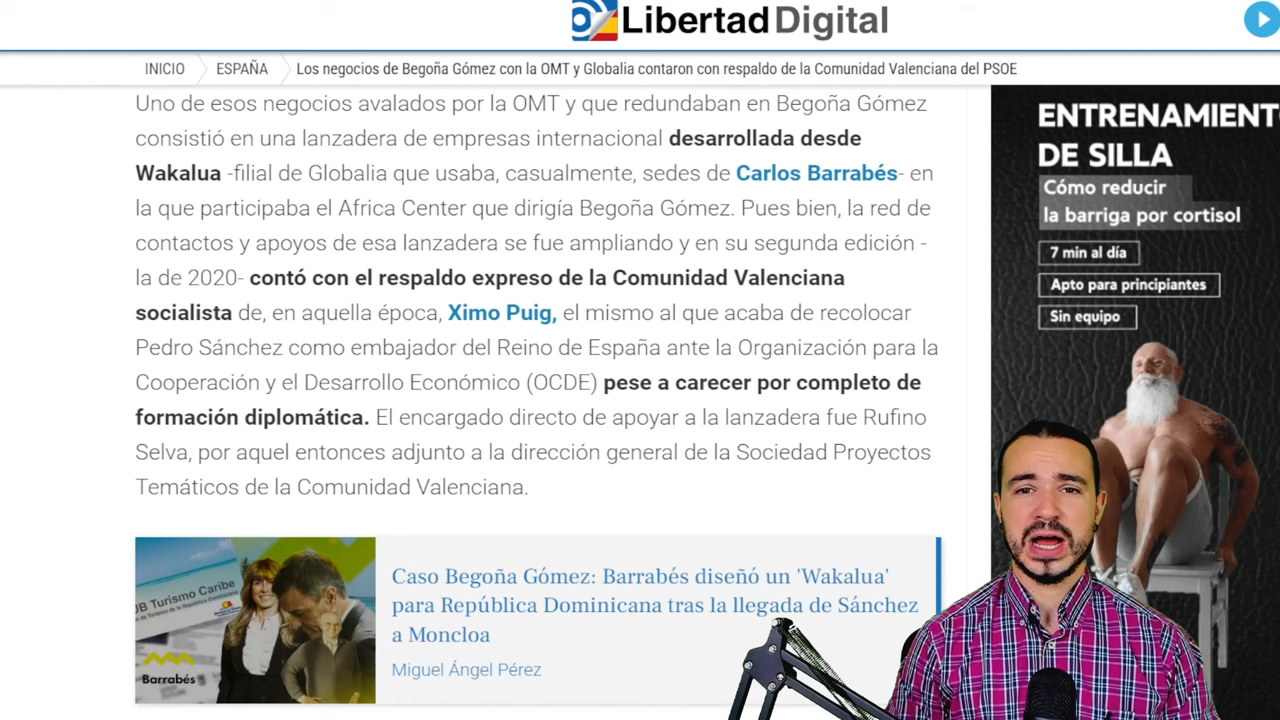 Libertad Digital
INICIO
ESPAÑA
Los negocios de Begoña Gómez con la OMT y Globalia contaron con respaldo de la Comunidad Valenciana del PSOE
Uno de esos negocios avalados por la OMT y que redundaban en Begoña Gómez
consistió en una lanzadera de empresas internacional desarrollada desde
Wakalua -filial de Globalia que usaba, casualmente, sedes de Carlos Barrabés- en
la que participaba el Africa Center que dirigía Begoña Gómez. Pues bien, la red de
contactos y apoyos de esa lanzadera se fue ampliando y en su segunda edición -
la de 2020- contó con el respaldo expreso de la Comunidad Valenciana
socialista de, en aquella época, Ximo Puig, el mismo al que acaba de recolocar
Pedro Sánchez como embajador del Reino de España ante la Organización para la
Cooperación y el Desarrollo Económico (OCDE) pese a carecer por completo de
formación diplomática. El encargado directo de apoyar a la lanzadera fue Rufino
Selva, por aquel entonces adjunto a la dirección general de la Sociedad Proyectos
Temáticos de la Comunidad Valenciana.
Turismo Caribe
Barrabés
Caso Begoña Gómez: Barrabés diseñó un 'Wakalua'
para República Dominicana tras la llegada de Sánchez
a Moncloa
Miguel Ángel Pérez
ENTRENAMIENTO
DE SILLA
Cómo reducir
la barriga por cortisol
7 min al día
Apto para principiantes
Sin equipo